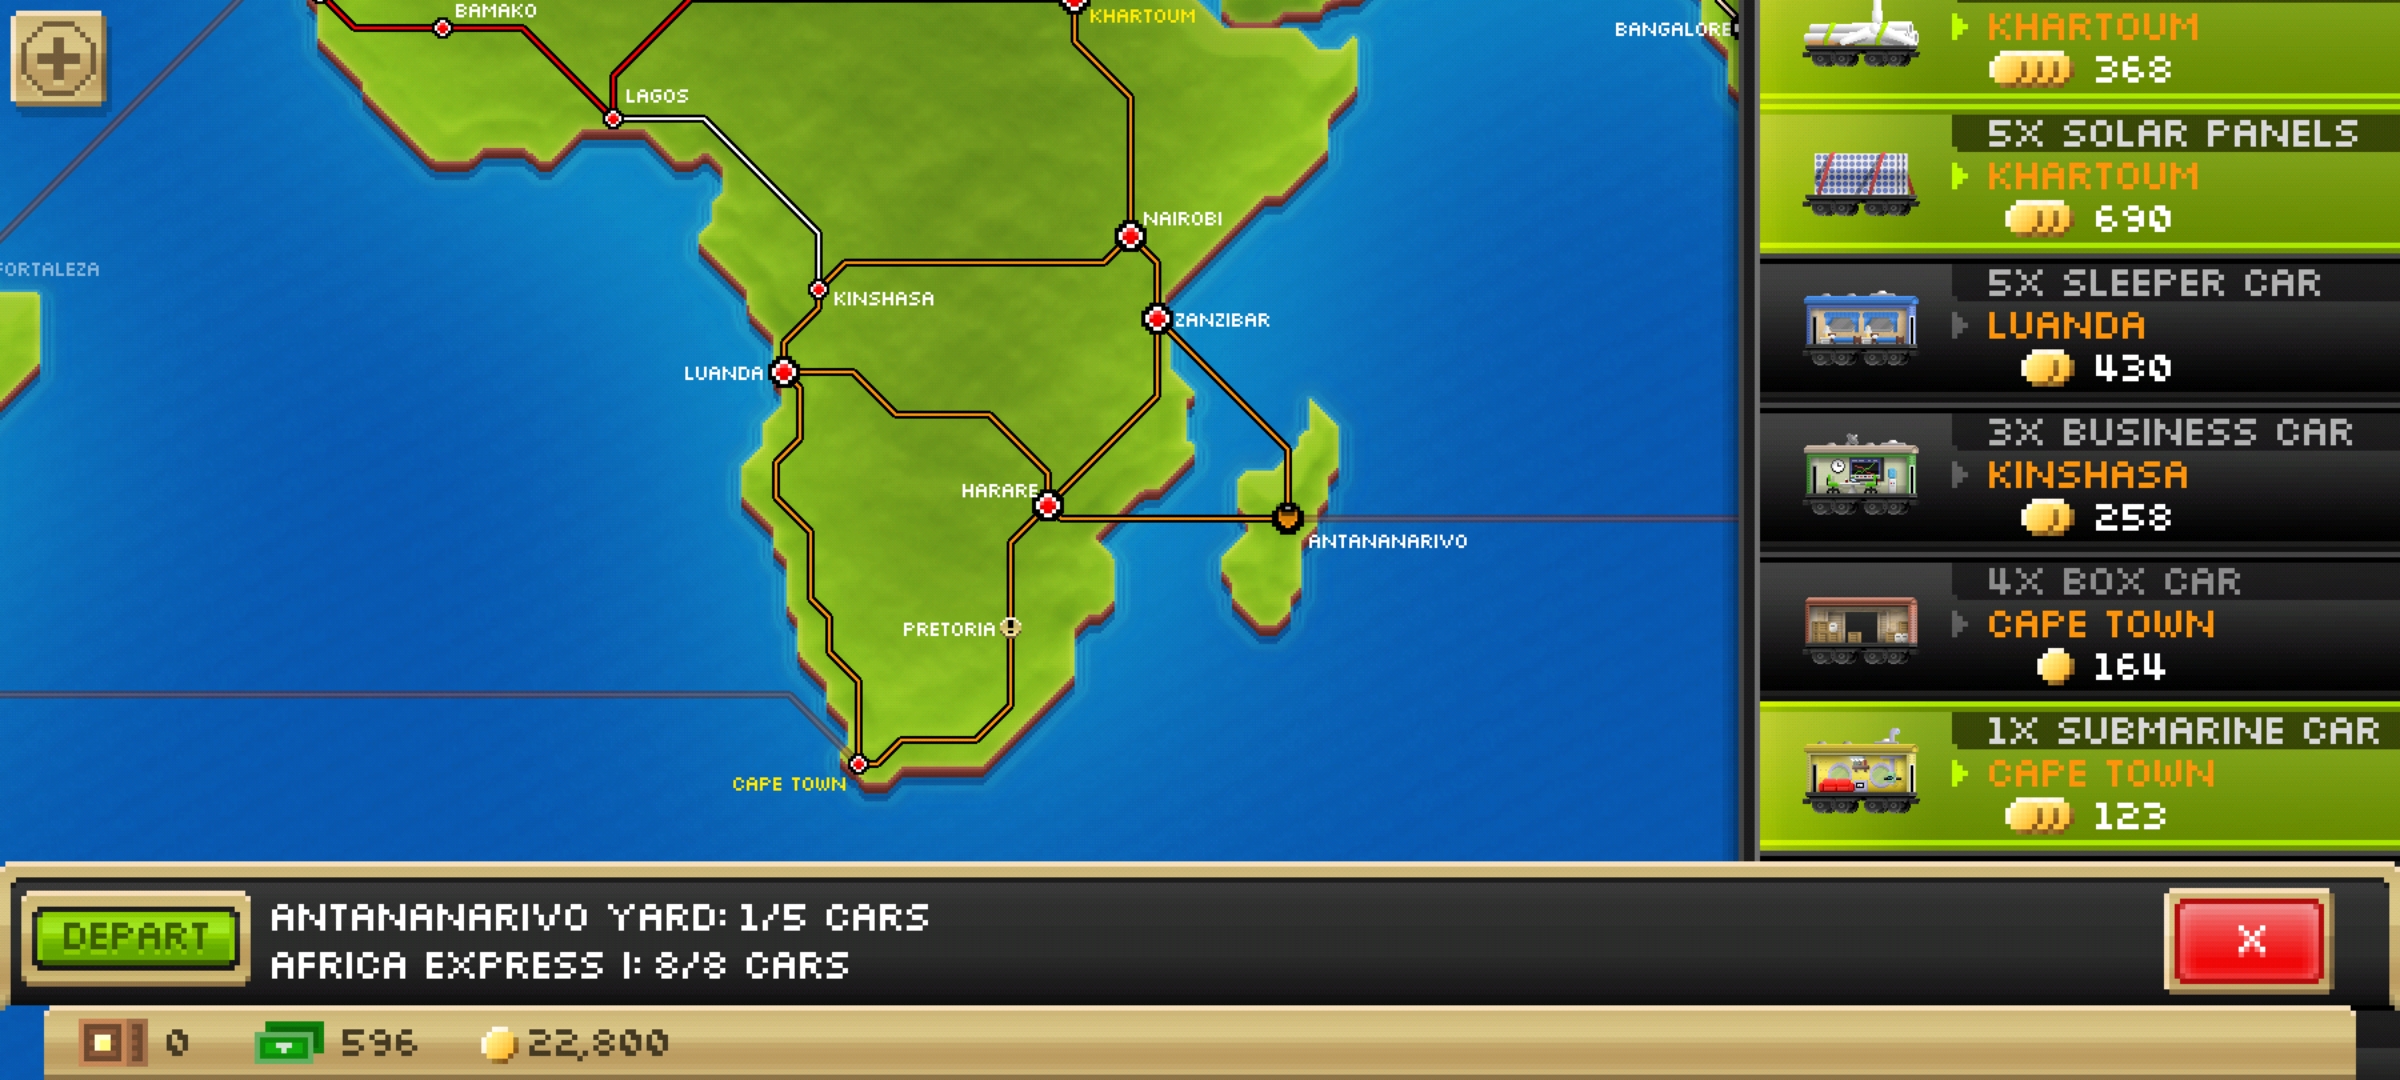 BAMAKO
KHARTOUM
BANGALORE
LAGOS
NAIROBI
FORTALEZA
KINSHASA
ZANZIBAR
LUANDA
HARARE
ANTANANARIVO
PRETORIA
CAPE TOWN
KHARTOUM
368
5X SOLAR PANELS
KHARTOUM
690
5X SLEEPER CAR
LUANDA
430
3X BUSINESS CAR
KINSHASA
258
4X BOX CAR
CAPE TOWN
164
1X SUBMARINE CAR
CAPE TOWN
123
DEPART
ANTANANARIVO YARD: 1/5 CARS
AFRICA EXPRESS I: 8/8 CARS
X
0
596
22,800